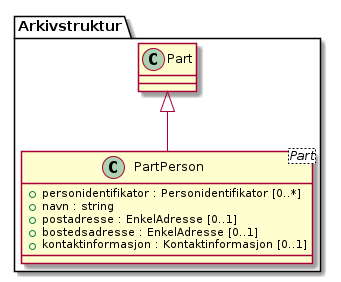 Arkivstruktur
C Part
Part
C PartPerson
personidentifikator : Personidentifikator [0..*]
navn : string
postadresse : EnkelAdresse [0..1]
bostedsadresse : EnkelAdresse [0..1]
kontaktinformasjon : Kontaktinformasjon [0..1]